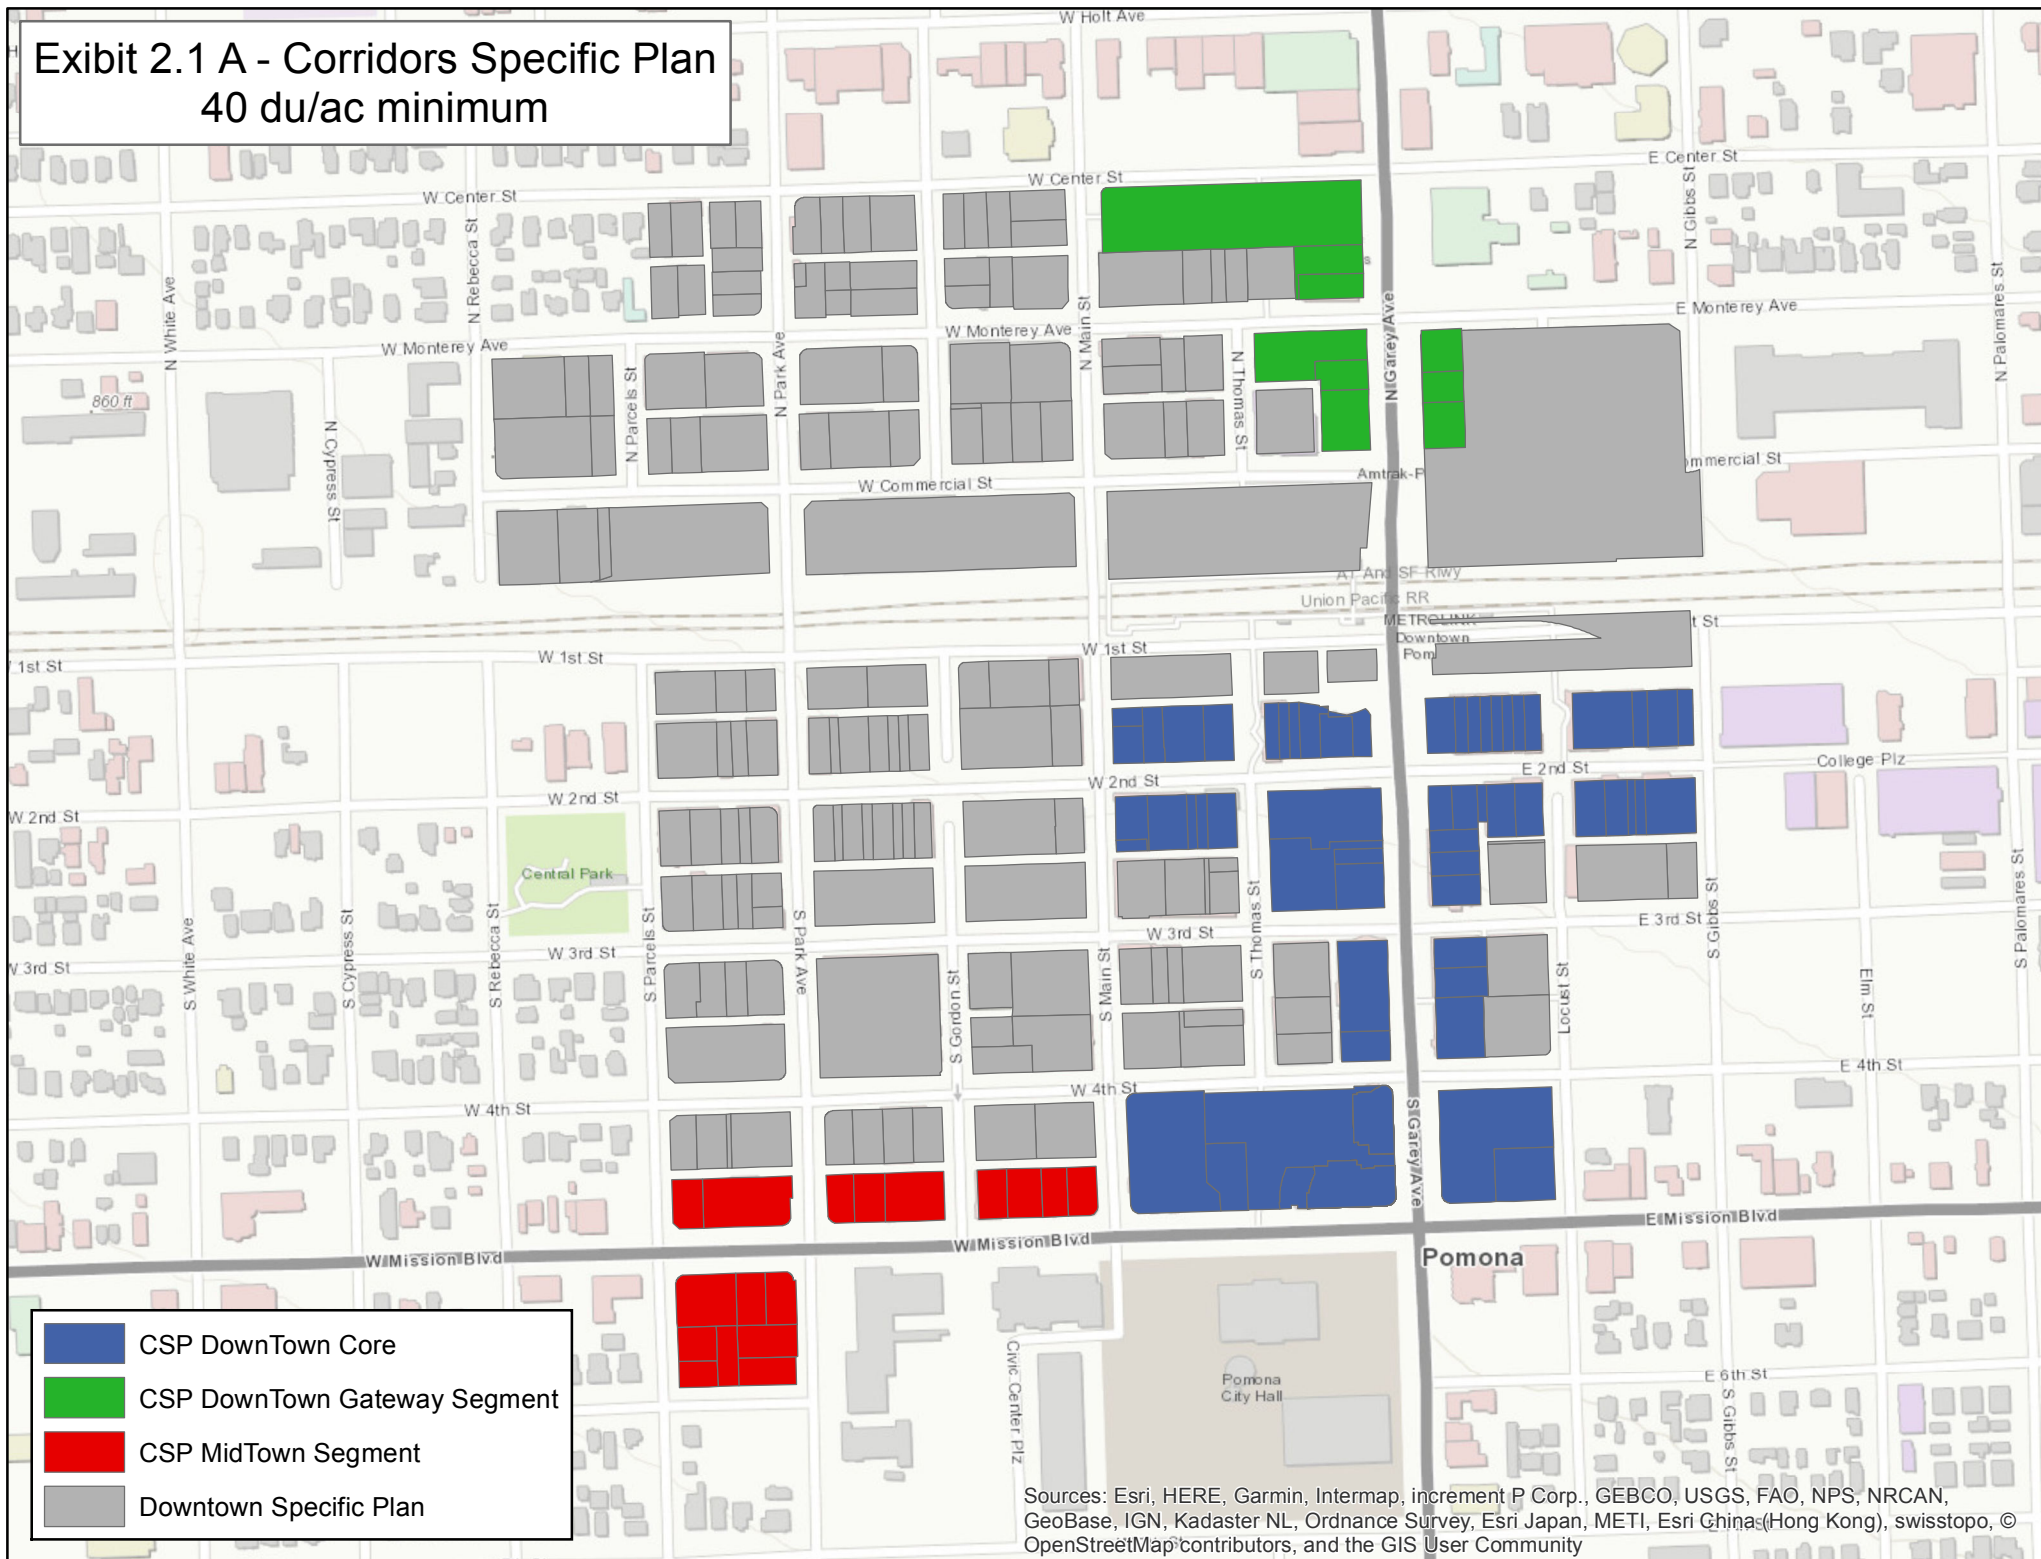 Exibit 2.1 A - Corridors Specific Plan
40 du/ac minimum
W Holt Ave
E Center St
W Center St
W Center St
N Gibbs St
N Rebecca St
N White Ave
N Palomares St
E Monterey Ave
N Main St
N Garey Ave
W Monterey Ave
W Monterey Ave
N Park Ave
N Thomas St
N Parcels St
860 ft
N Cypress St
W Commercial St
Amtrak-P
mmercial St
AT And SF Rlwy
Union Pacific RR
METROLINK
Downtown
Pom
t St
W 1st St
W 1st St
1st St
College Plz
E 2nd St
W 2nd St
W 2nd St
W 2nd St
Central Park
S Thomas St
S Gibbs St
S Palomares St
E 3rd St
W 3rd St
W 3rd St
W 3rd St
S White Ave
S Cypress St
S Rebecca St
S Parcels St
S Park Ave
S Gordon St
S Main St
Locust St
Elm St
E 4th St
W 4th St
W 4th St
S Garey Ave
E Mission Blvd
W Mission Blvd
W Mission Blvd
Pomona
Civic Center Plz
Pomona
City Hall
E 6th St
S Gibbs St
CSP DownTown Core
CSP DownTown Gateway Segment
CSP MidTown Segment
Downtown Specific Plan
Sources: Esri, HERE, Garmin, Intermap, increment P Corp., GEBCO, USGS, FAO, NPS, NRCAN,
GeoBase, IGN, Kadaster NL, Ordnance Survey, Esri Japan, METI, Esri China (Hong Kong), swisstopo, ©
OpenStreetMap contributors, and the GIS User Community